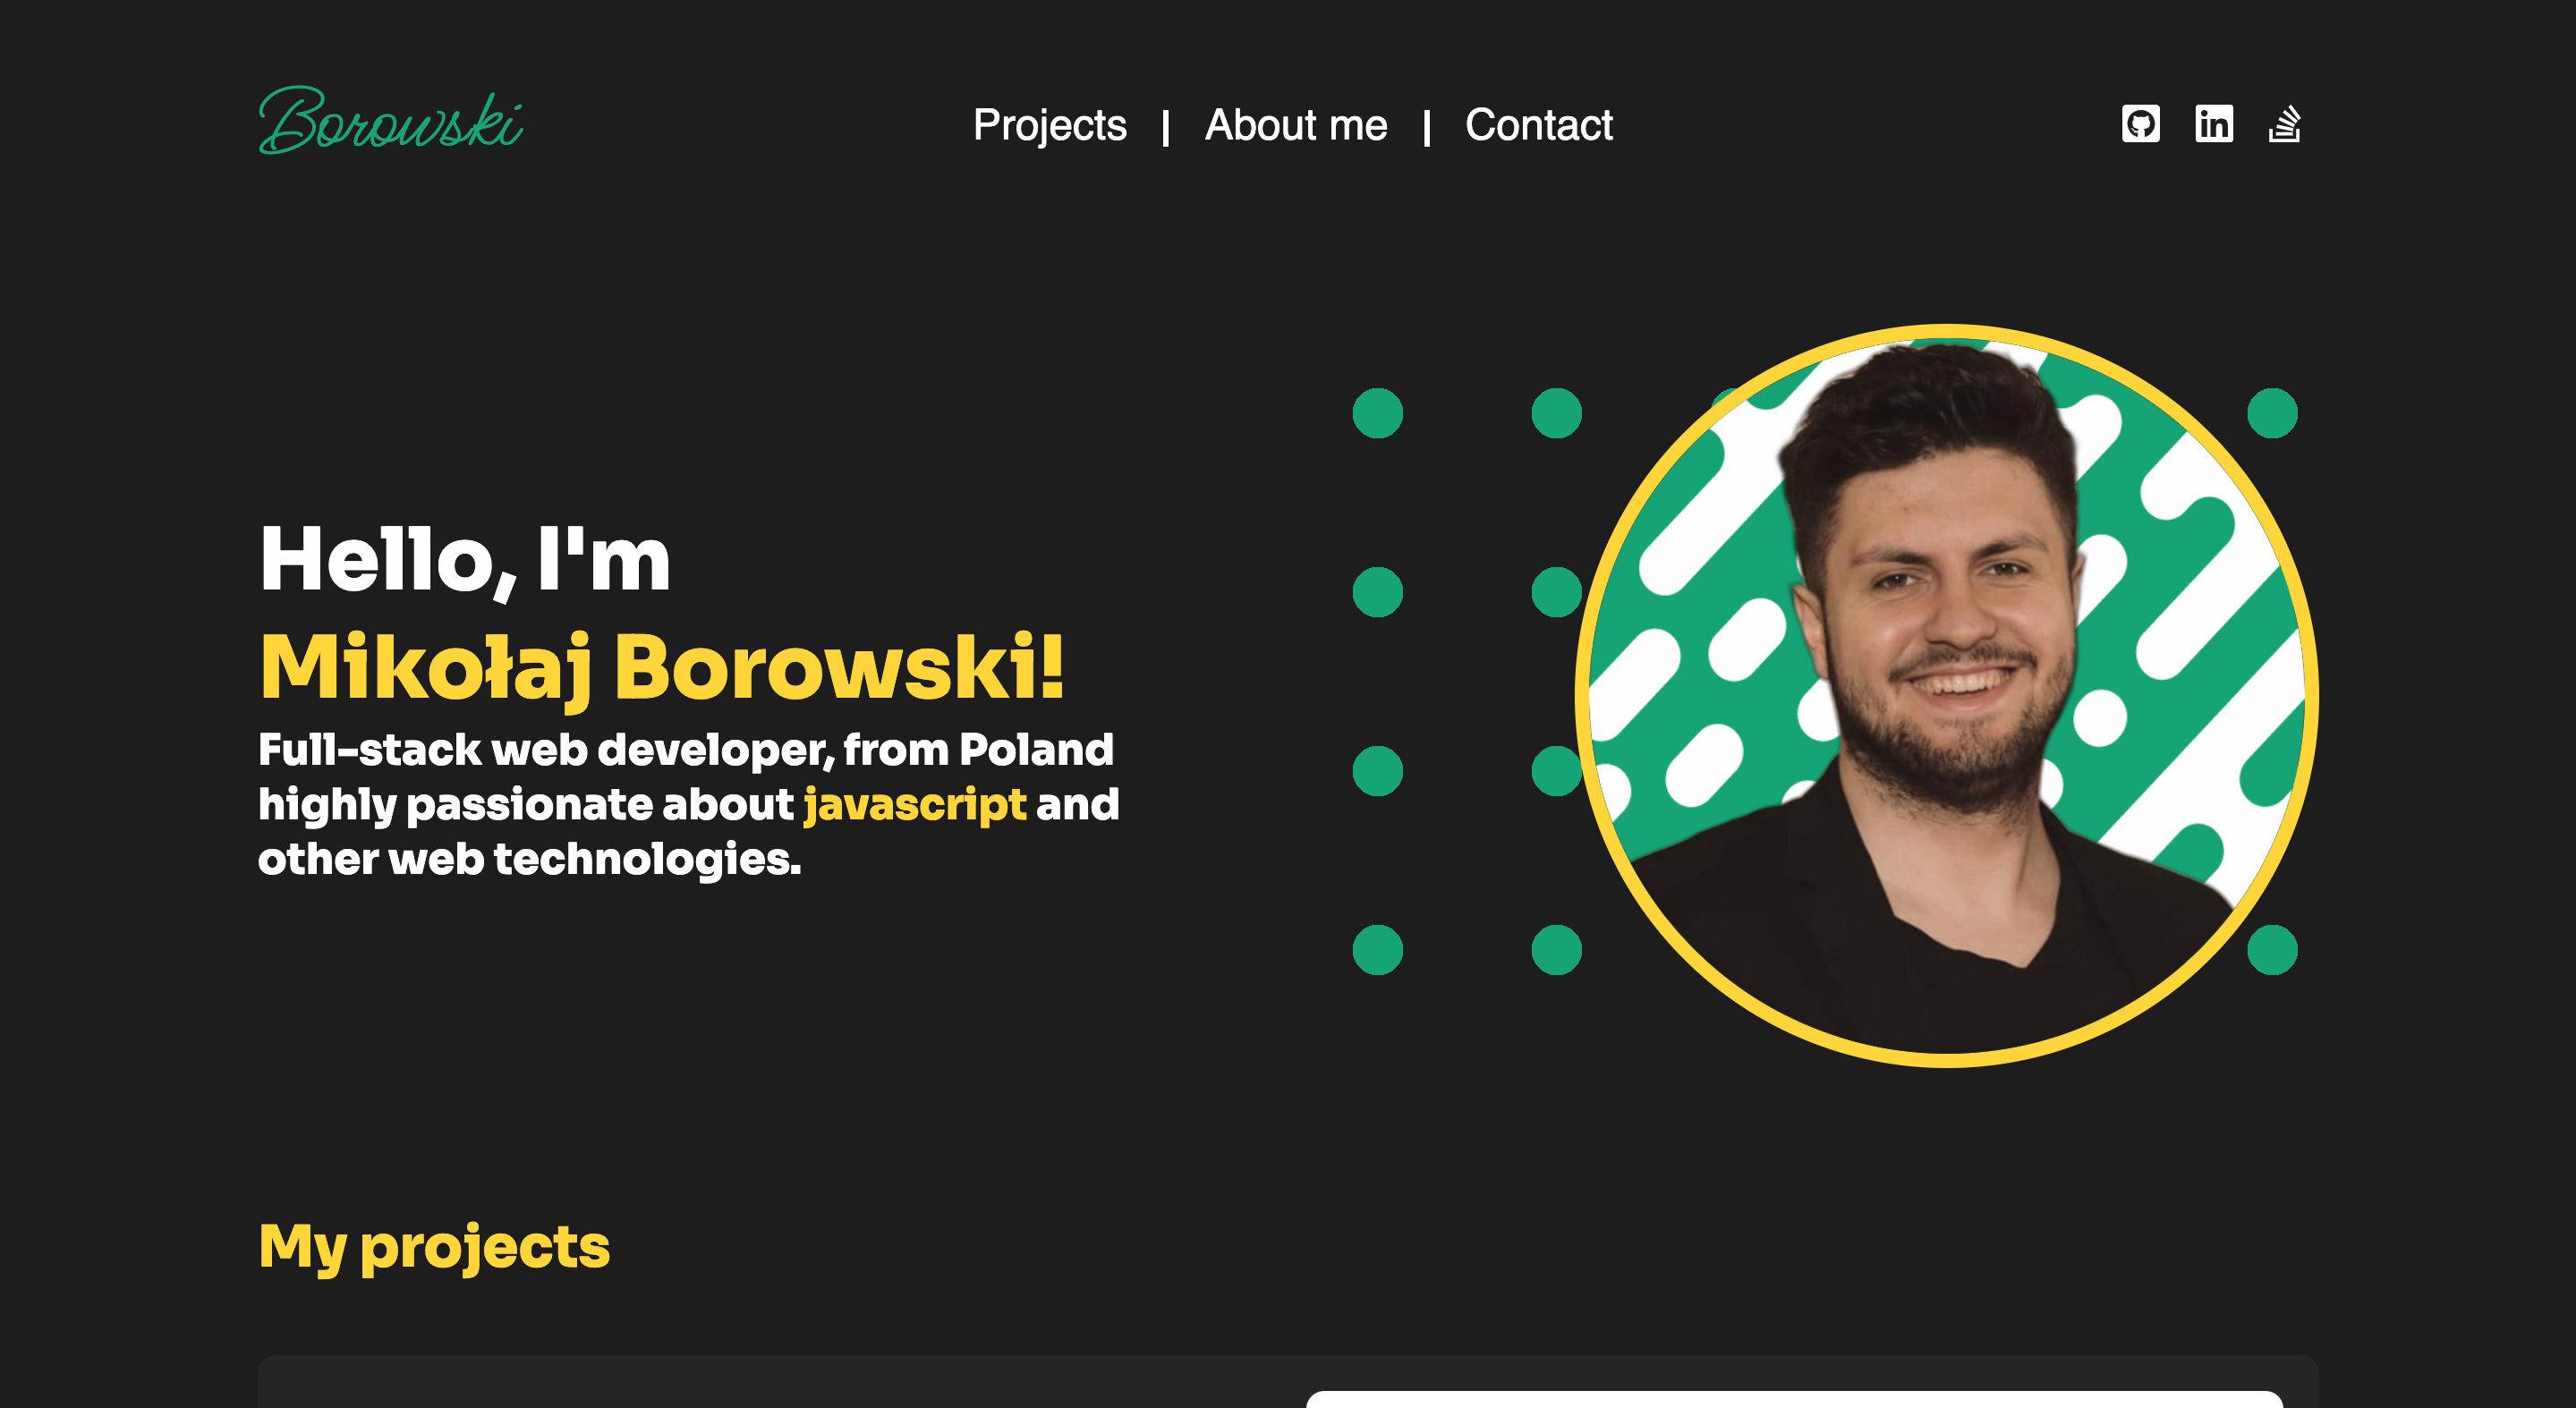 Borowski
Projects | About me | Contact
in
Hello, I'm
Mikołaj Borowski!
Full-stack web developer, from Poland
highly passionate about javascript and
other web technologies.
My projects